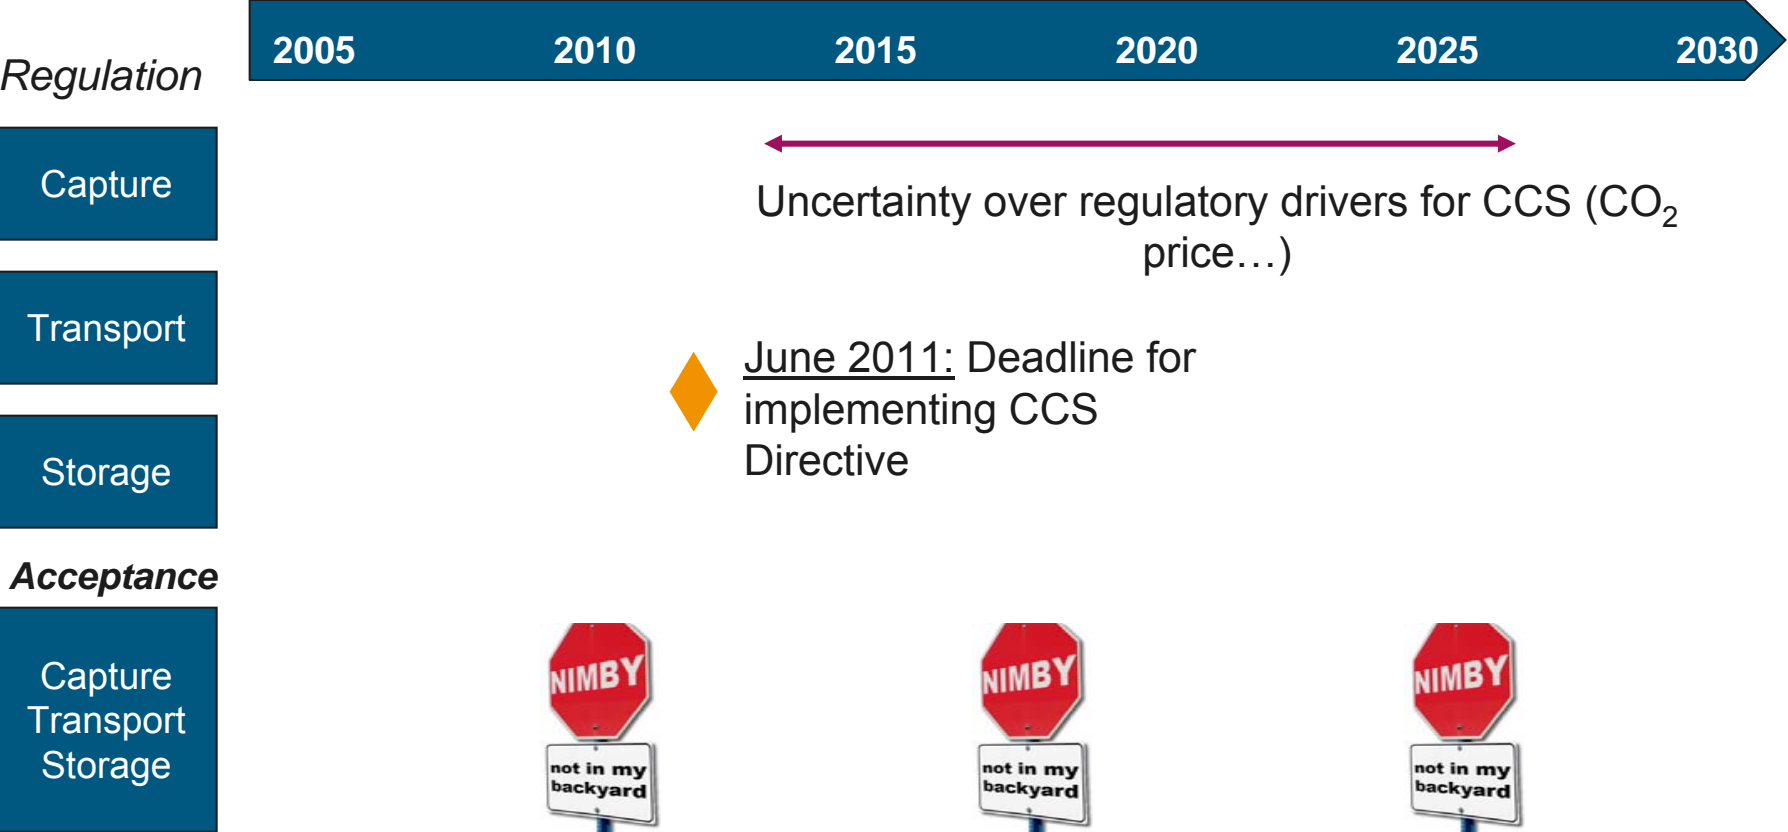 2005 2010 2015 2020 2025 2030
Regulation
Capture
Uncertainty over regulatory drivers for CCS (CO₂
price…)
Transport
June 2011: Deadline for
implementing CCS
Directive
Storage
Acceptance
Capture
Transport
Storage
NIMBY
not in my
backyard
NIMBY
not in my
backyard
NIMBY
not in my
backyard